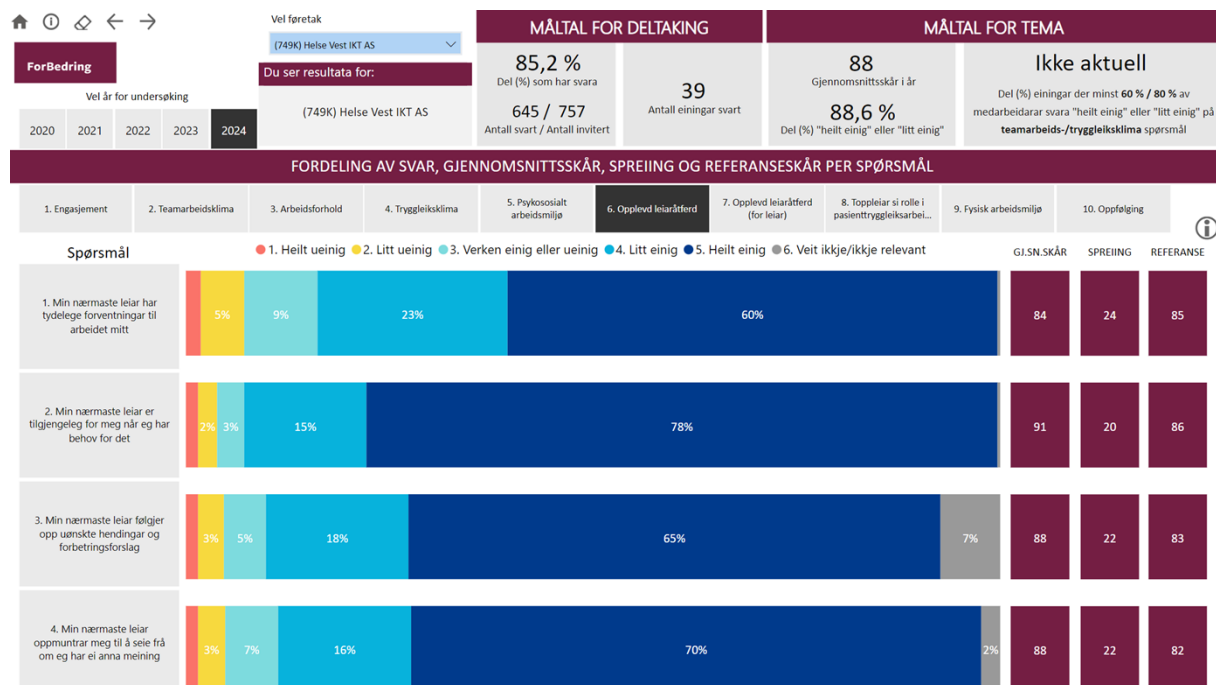 Vel føretak
(749K) Helse Vest IKT AS
ForBedring
Du ser resultata for:
(749K) Helse Vest IKT AS
Vel år for undersøking
2020 2021 2022 2023 2024
MÅLTAL FOR DELTAKING
85,2 %
Del (%) som har svara
645 / 757
Antall svart / Antall invitert
39
Antall einingar svart
MÅLTAL FOR TEMA
88
Gjennomsnittsskår i år
88,6 %
Del (%) "heilt einig" eller "litt einig"
Ikke aktuell
Del (%) einingar der minst 60 % / 80 % av
medarbeidarar svara "heilt einig" eller "litt einig" på
teamarbeids-/tryggleiksklima spørsmål
FORDELING AV SVAR, GJENNOMSNITTSSKÅR, SPREIING OG REFERANSESKÅR PER SPØRSMÅL
1. Engasjement
2. Teamarbeidsklima
3. Arbeidsforhold
4. Tryggleiksklima
5. Psykososialt
arbeidsmiljø
6. Opplevd leiaråtferd
7. Opplevd leiaråtferd
(for leiar)
8. Toppleiar si rolle i
pasienttryggleiksarbei...
9. Fysisk arbeidsmiljø
10. Oppfølging
Spørsmål
1. Heilt ueinig 2. Litt ueinig 3. Verken einig eller ueinig 4. Litt einig 5. Heilt einig 6. Veit ikkje/ikkje relevant
GJ.SN.SKÅR SPREIING REFERANSE
1. Min nærmaste leiar har
tydelege forventningar til
arbeidet mitt
5% 9% 23% 60% 84 24 85
2. Min nærmaste leiar er
tilgjengeleg for meg når eg har
behov for det
2% 3% 15% 78% 91 20 86
3. Min nærmaste leiar følgjer
opp uønskte hendingar og
forbetringsforslag
3% 5% 18% 65% 7% 88 22 83
4. Min nærmaste leiar
oppmuntrar meg til å seie frå
om eg har ei anna meining
3% 7% 16% 70% 2% 88 22 82